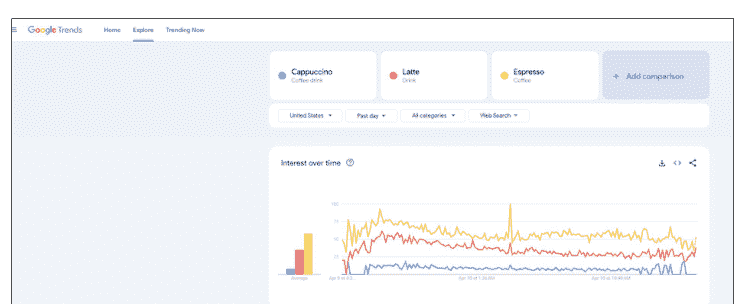 Google Trends Home Explore Trending Now
Cappuccino Latte Espresso + Add comparison
Coffee drink Drink Coffee
United States Past day All categories Web Search
Interest over time
100
75
50
25
Average